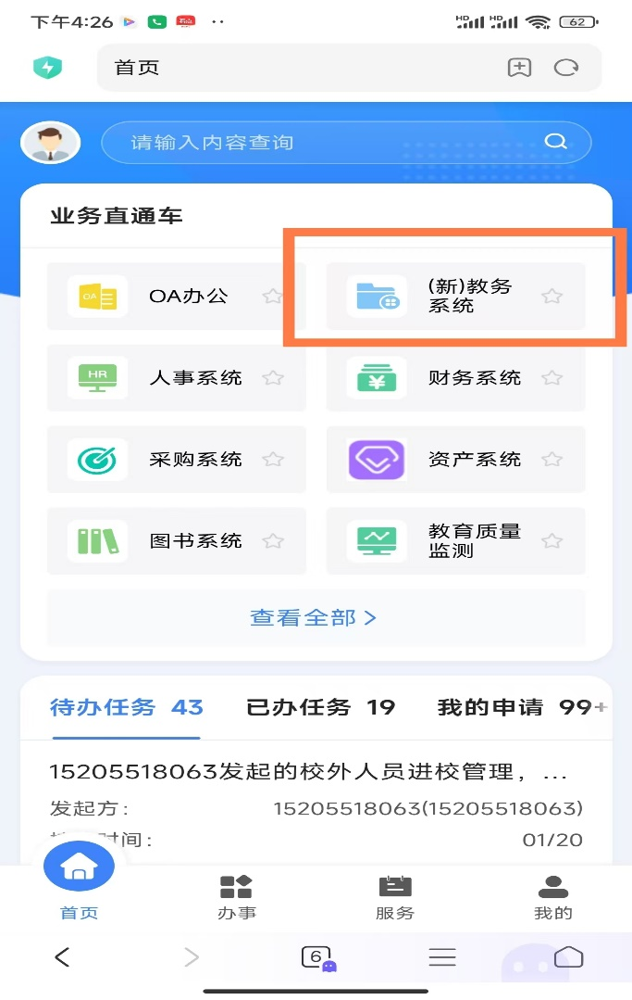 下午4:26
HD HD 62
首页
请输入内容查询
业务直通车
OA OA办公
(新)教务
系统
HR 人事系统
财务系统
采购系统
资产系统
图书系统
教育质量
监测
查看全部 >
待办任务 43 已办任务 19 我的申请 99+
15205518063发起的校外人员进校管理，...
发起方: 15205518063(15205518063)
时间: 01/20
首页 办事 服务 我的
6